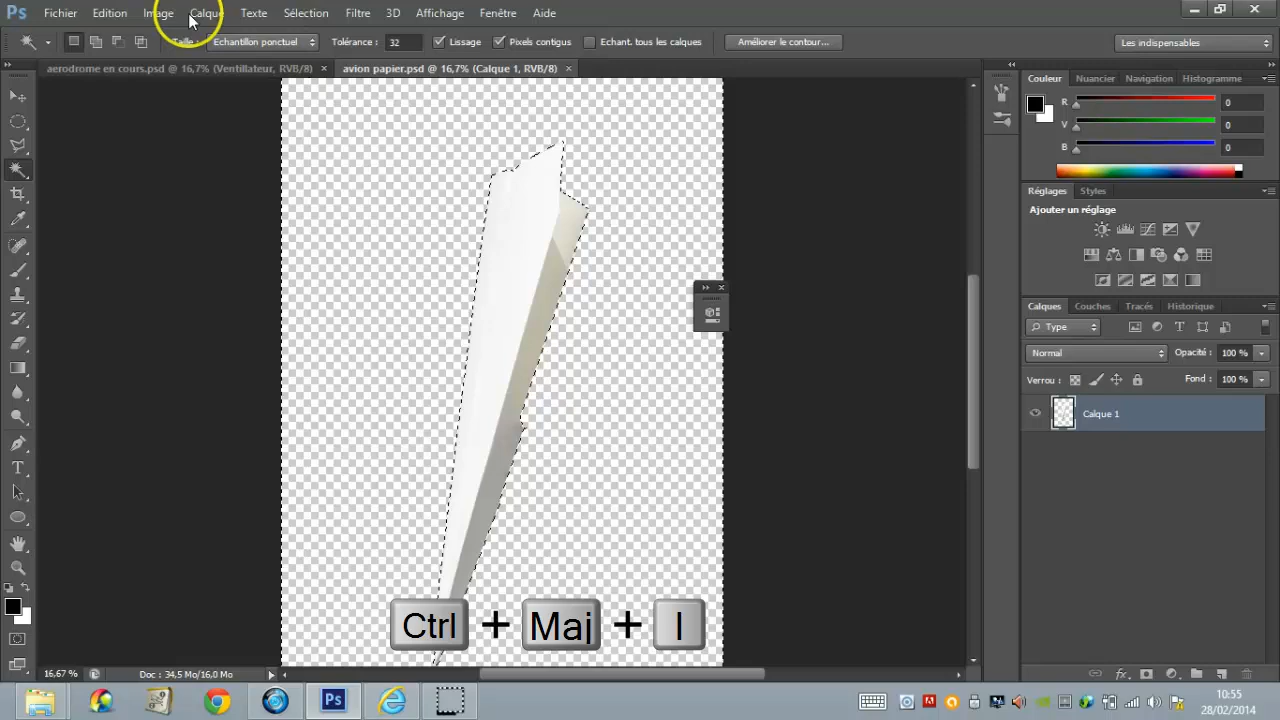 Ps Fichier Edition Image Calque Texte Sélection Filtre 3D Affichage Fenêtre Aide
Taille : Echantillon ponctuel Tolérance : 32 Lissage Pixels contigus Echant. tous les calques Améliorer le contour... Les indispensables
aerodrome en cours.psd @ 16,7% (Ventilateur, RVB/8) × avion papier.psd @ 16,7% (Calque 1, RVB/8) ×
Couleur Nuancier Navigation Histogramme
R 0
V 0
B 0
Réglages Styles
Ajouter un réglage
Calques Couches Tracés Historique
Type
Normal Opacité : 100 %
Verrou : Fond : 100 %
Calque 1
Ctrl + Maj + I
16,67 % Doc : 34,5 Mo/16,0 Mo
Ps
10:55
28/02/2014